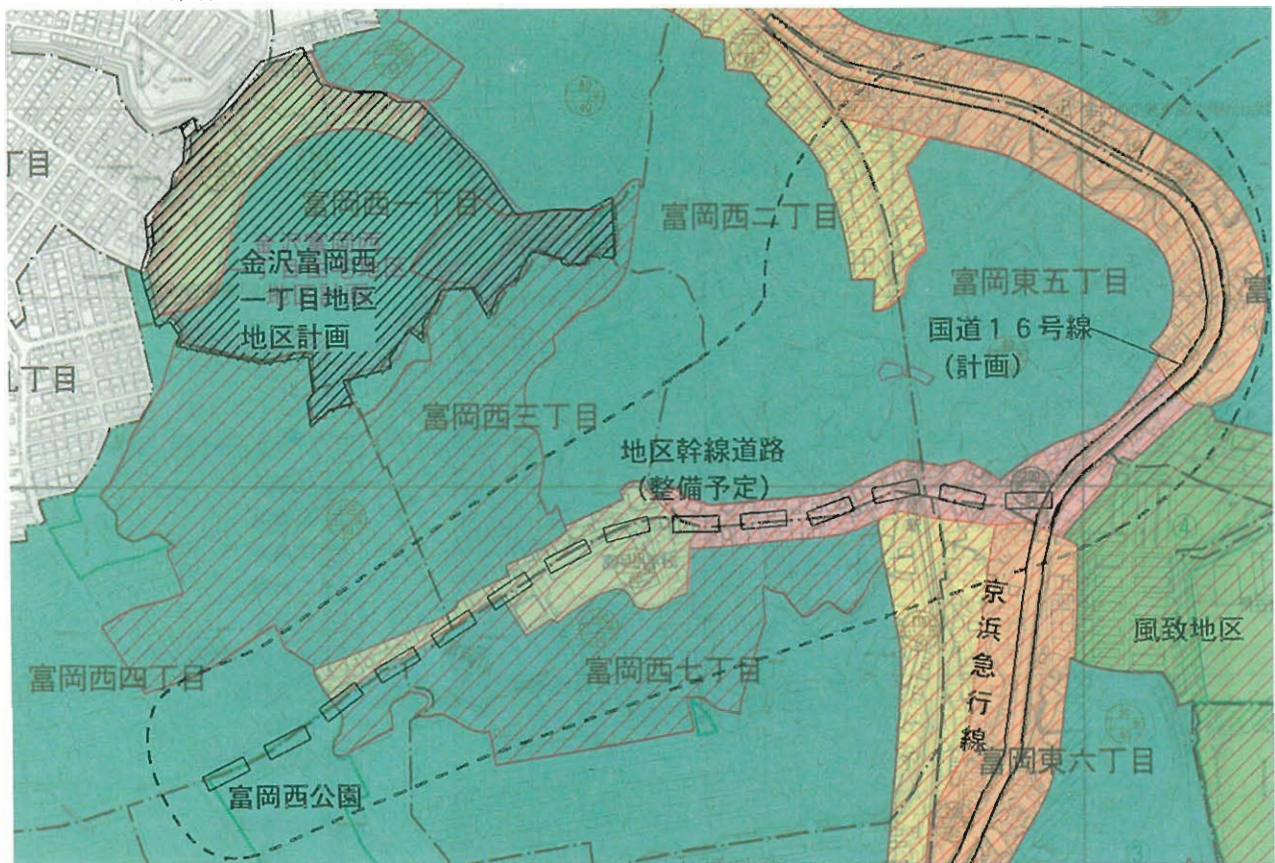 丁目
富岡西一丁目
富岡西二丁目
金沢富岡西
一丁目地区
地区計画
富岡東五丁目
富
国道16号線
(計画)
丁目
富岡西三丁目
地区幹線道路
(整備予定)
京浜急行線
風致地区
富岡西四丁目
富岡西七丁目
富岡東六丁目
富岡西公園